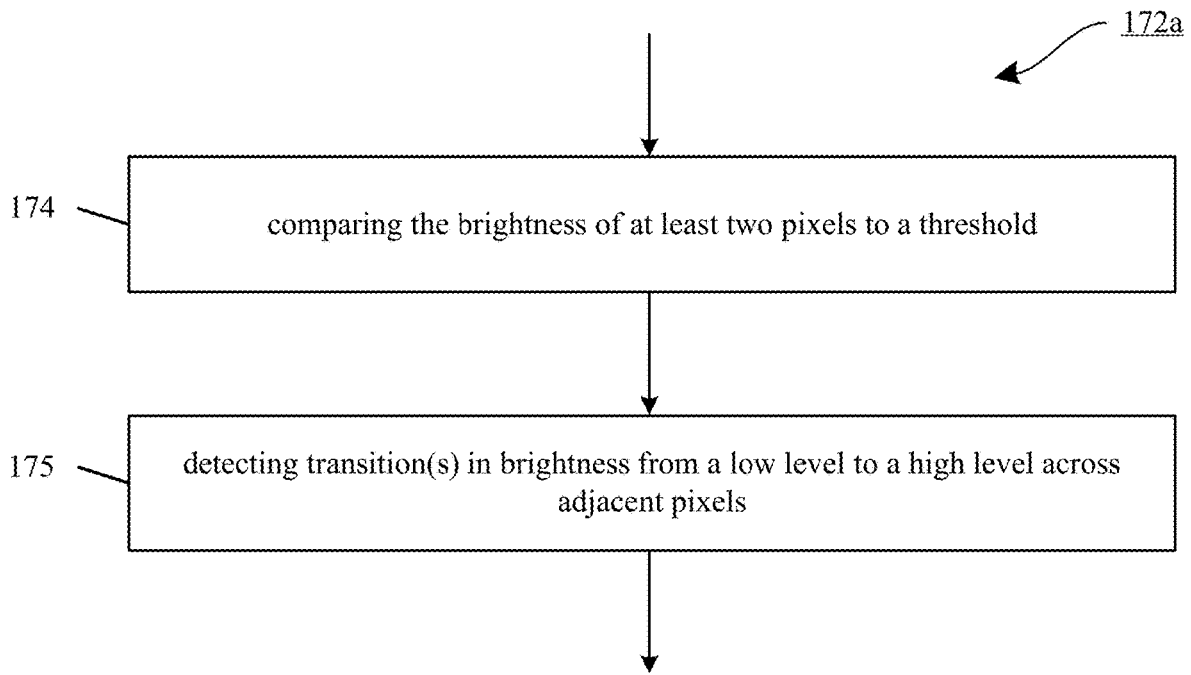 172a
174
comparing the brightness of at least two pixels to a threshold
175
detecting transition(s) in brightness from a low level to a high level across
adjacent pixels